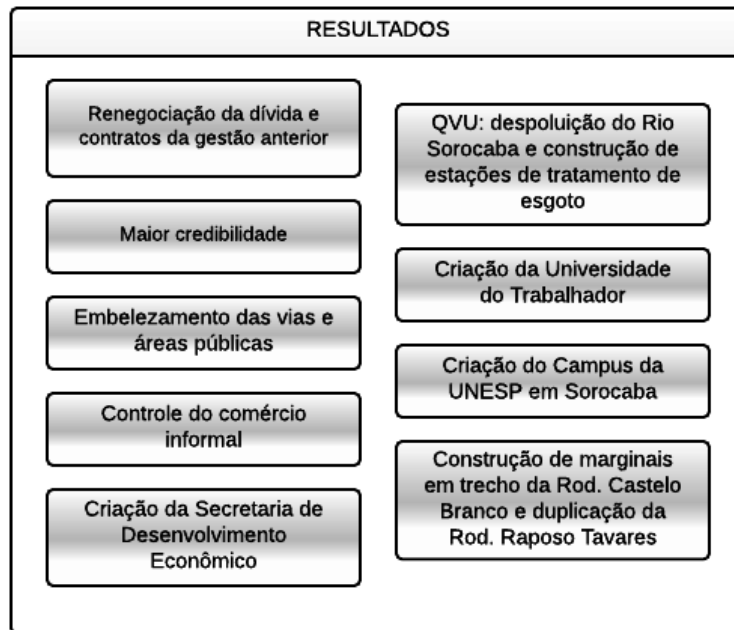 RESULTADOS
Renegociação da dívida e
contratos da gestão anterior
Maior credibilidade
Embelezamento das vias e
áreas públicas
Controle do comércio
informal
Criação da Secretaria de
Desenvolvimento
Econômico
QVU: despoluição do Rio
Sorocaba e construção de
estações de tratamento de
esgoto
Criação da Universidade
do Trabalhador
Criação do Campus da
UNESP em Sorocaba
Construção de marginais
em trecho da Rod. Castelo
Branco e duplicação da
Rod. Raposo Tavares